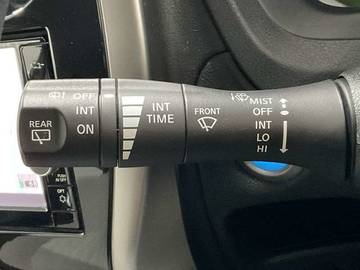 OFF
INT
ON
REAR
INT
TIME
FRONT
MIST
OFF
INT
LO
HI